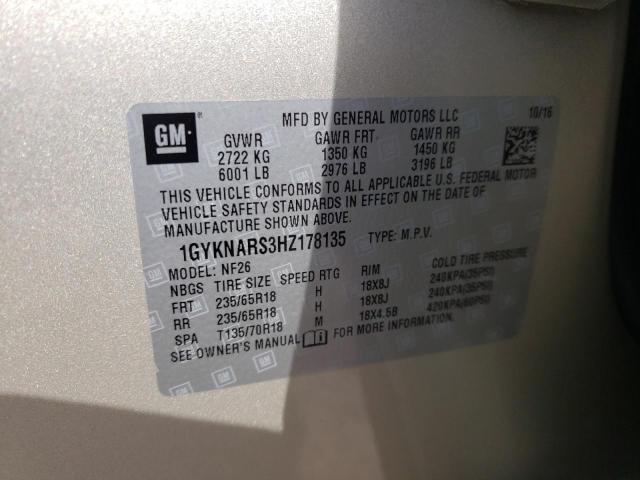 GM
MFD BY GENERAL MOTORS LLC 10/16
GVWR GAWR FRT GAWR RR
2722 KG 1350 KG 1450 KG
6001 LB 2976 LB 3196 LB
THIS VEHICLE CONFORMS TO ALL APPLICABLE U.S. FEDERAL MOTOR
VEHICLE SAFETY STANDARDS IN EFFECT ON THE DATE OF
MANUFACTURE SHOWN ABOVE.
1GYKNARS3HZ178135 TYPE: M.P.V.
MODEL: NF26
NBGS TIRE SIZE SPEED RTG RIM COLD TIRE PRESSURE
FRT 235/65R18 H 18X8J 240KPA(35PSI)
RR 235/65R18 H 18X8J 240KPA(35PSI)
SPA T135/70R18 M 18X4.5B 420KPA(60PSI)
SEE OWNER'S MANUAL FOR MORE INFORMATION